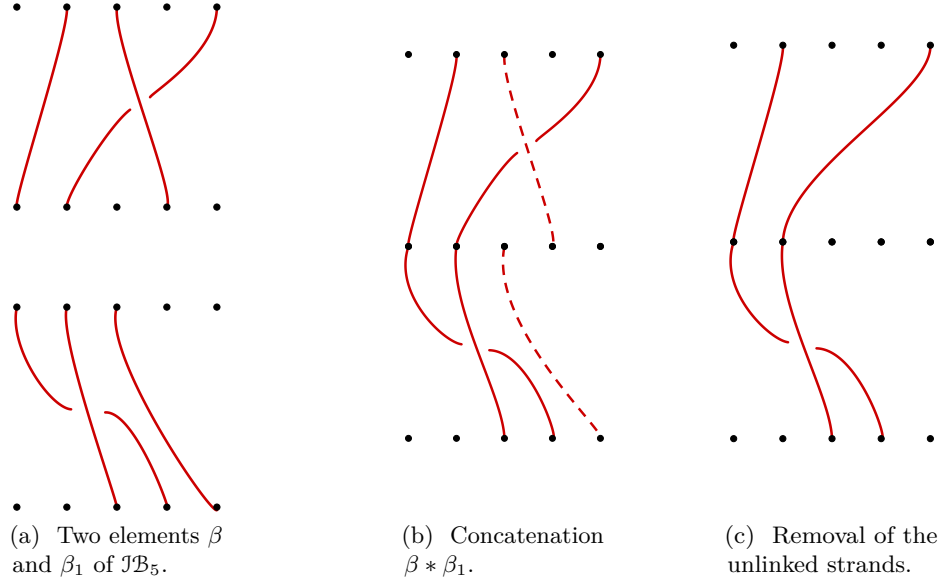 (a) Two elements β
and β₁ of ℐℬ₅.
(b) Concatenation
β ∗ β₁.
(c) Removal of the
unlinked strands.